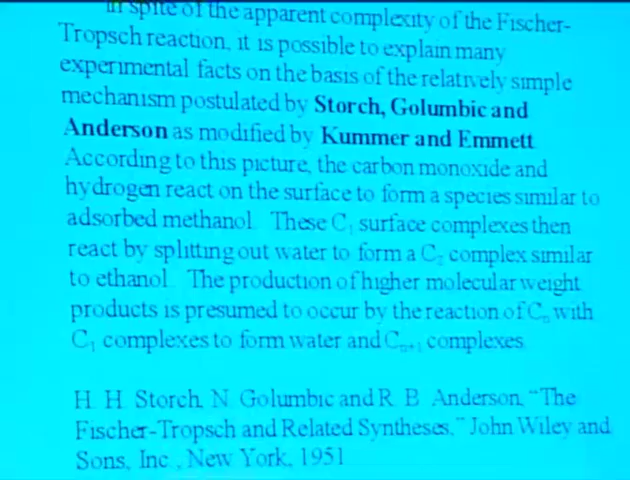 in spite of the apparent complexity of the Fischer-
Tropsch reaction, it is possible to explain many
experimental facts on the basis of the relatively simple
mechanism postulated by Storch, Golumbic and
Anderson as modified by Kummer and Emmett
According to this picture, the carbon monoxide and
hydrogen react on the surface to form a species similar to
adsorbed methanol. These C₁ surface complexes then
react by splitting out water to form a C₂ complex similar
to ethanol. The production of higher molecular weight
products is presumed to occur by the reaction of Cₙ with
C₁ complexes to form water and Cₙ₊₁ complexes.
H. H. Storch, N. Golumbic and R. B. Anderson, "The
Fischer-Tropsch and Related Syntheses," John Wiley and
Sons, Inc., New York, 1951